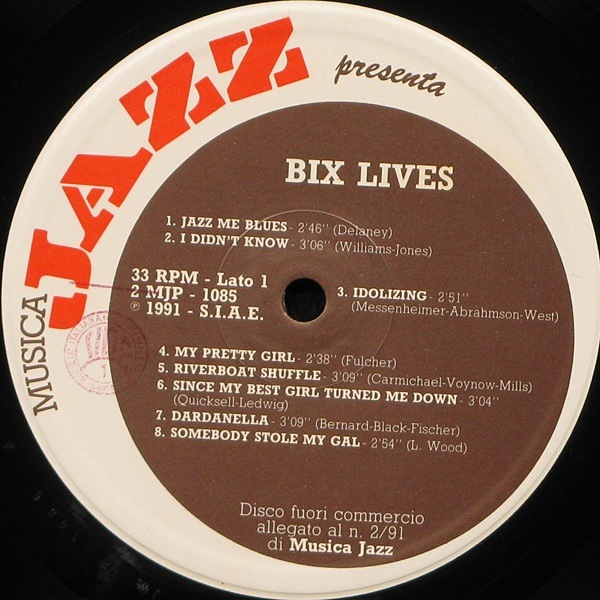 MUSICA JAZZ presenta
BIX LIVES
1. JAZZ ME BLUES - 2'46'' (Delaney)
2. I DIDN'T KNOW - 3'06'' (Williams-Jones)
33 RPM - Lato 1
2 MJP - 1085
℗ 1991 - S.I.A.E.
3. IDOLIZING - 2'51''
(Messenheimer-Abrahmson-West)
4. MY PRETTY GIRL - 2'38'' (Fulcher)
5. RIVERBOAT SHUFFLE - 3'09'' (Carmichael-Voynow-Mills)
6. SINCE MY BEST GIRL TURNED ME DOWN - 3'04''
(Quicksell-Ledwig)
7. DARDANELLA - 3'09'' (Bernard-Black-Fischer)
8. SOMEBODY STOLE MY GAL - 2'54'' (L. Wood)
Disco fuori commercio
allegato al n. 2/91
di Musica Jazz